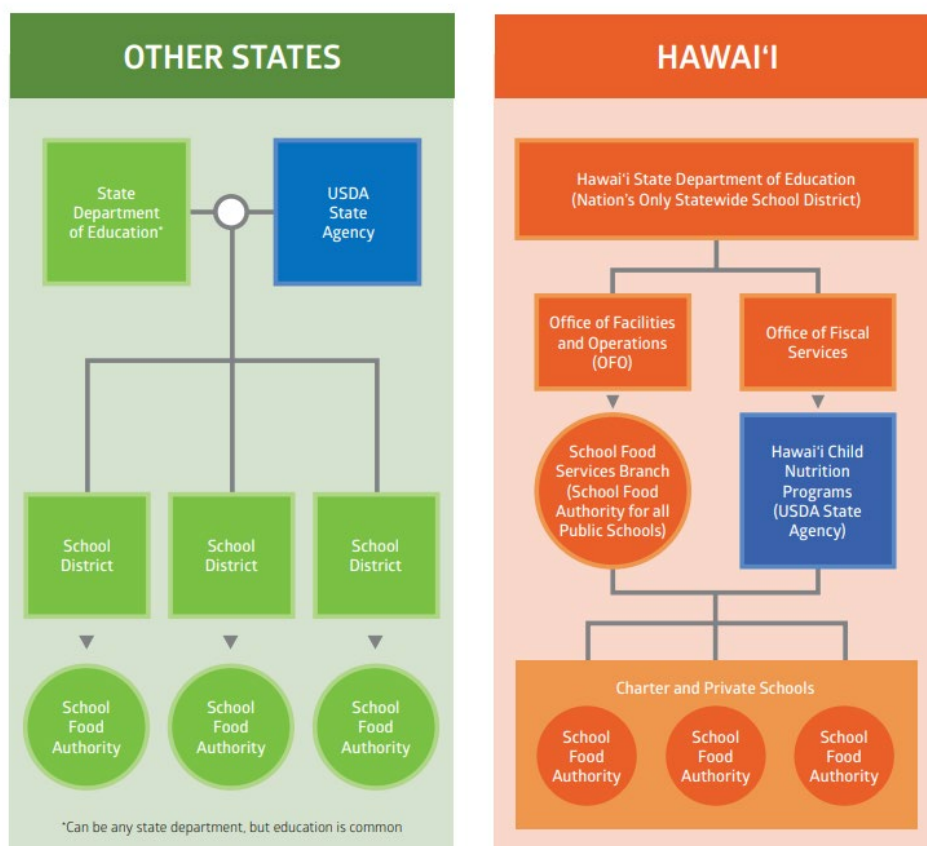 OTHER STATES
State
Department
of Education*
USDA
State
Agency
School
District
School
District
School
District
School
Food
Authority
School
Food
Authority
School
Food
Authority
*Can be any state department, but education is common
HAWAI‘I
Hawai‘i State Department of Education
(Nation’s Only Statewide School District)
Office of Facilities
and Operations
(OFO)
Office of Fiscal
Services
School Food
Services Branch
(School Food
Authority for all
Public Schools)
Hawai‘i Child
Nutrition
Programs
(USDA State
Agency)
Charter and Private Schools
School
Food
Authority
School
Food
Authority
School
Food
Authority